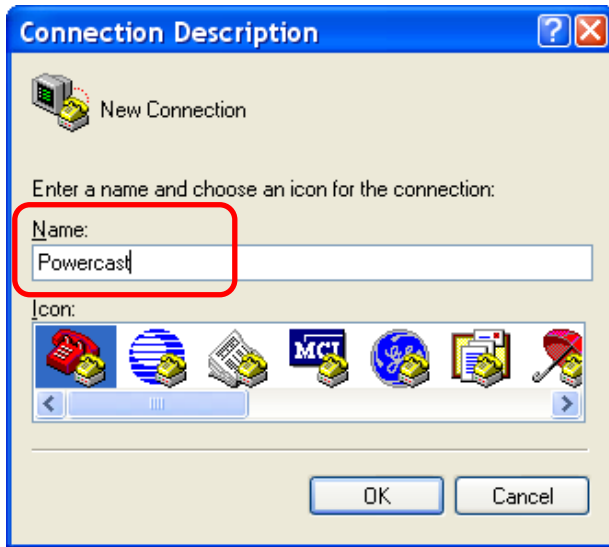 Connection Description
New Connection
Enter a name and choose an icon for the connection:
Name:
Powercast
Icon:
MCI
OK Cancel